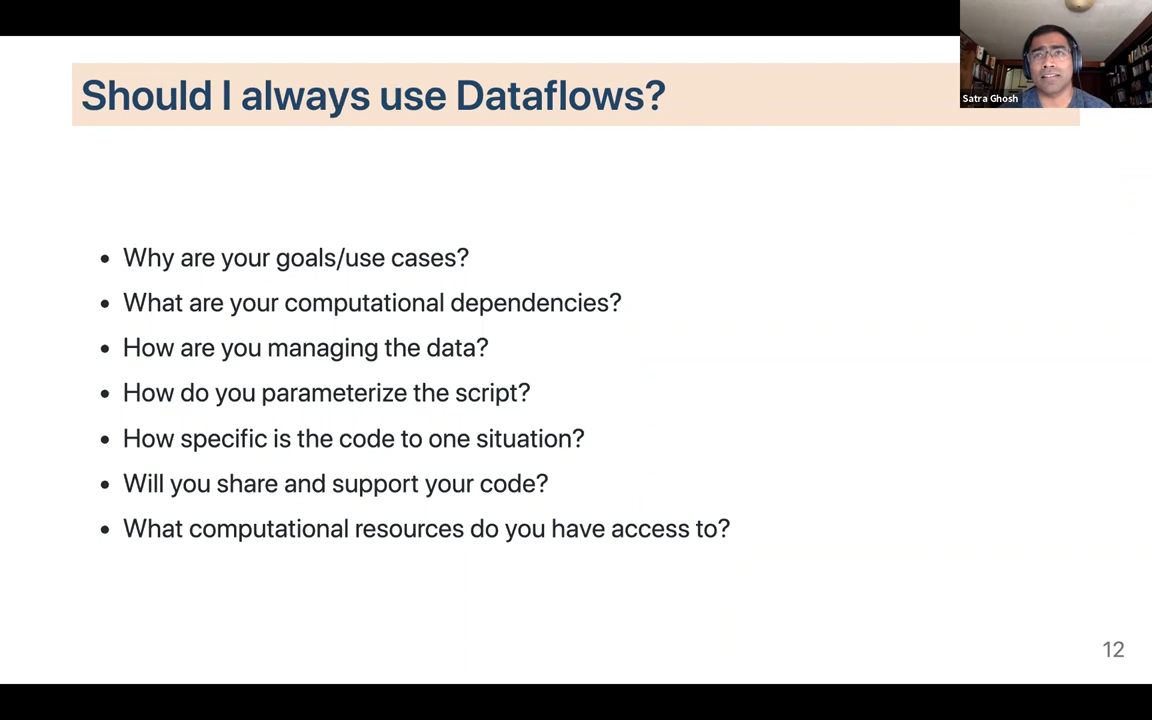 Should I always use Dataflows?
Satra Ghosh
• Why are your goals/use cases?
• What are your computational dependencies?
• How are you managing the data?
• How do you parameterize the script?
• How specific is the code to one situation?
• Will you share and support your code?
• What computational resources do you have access to?
12